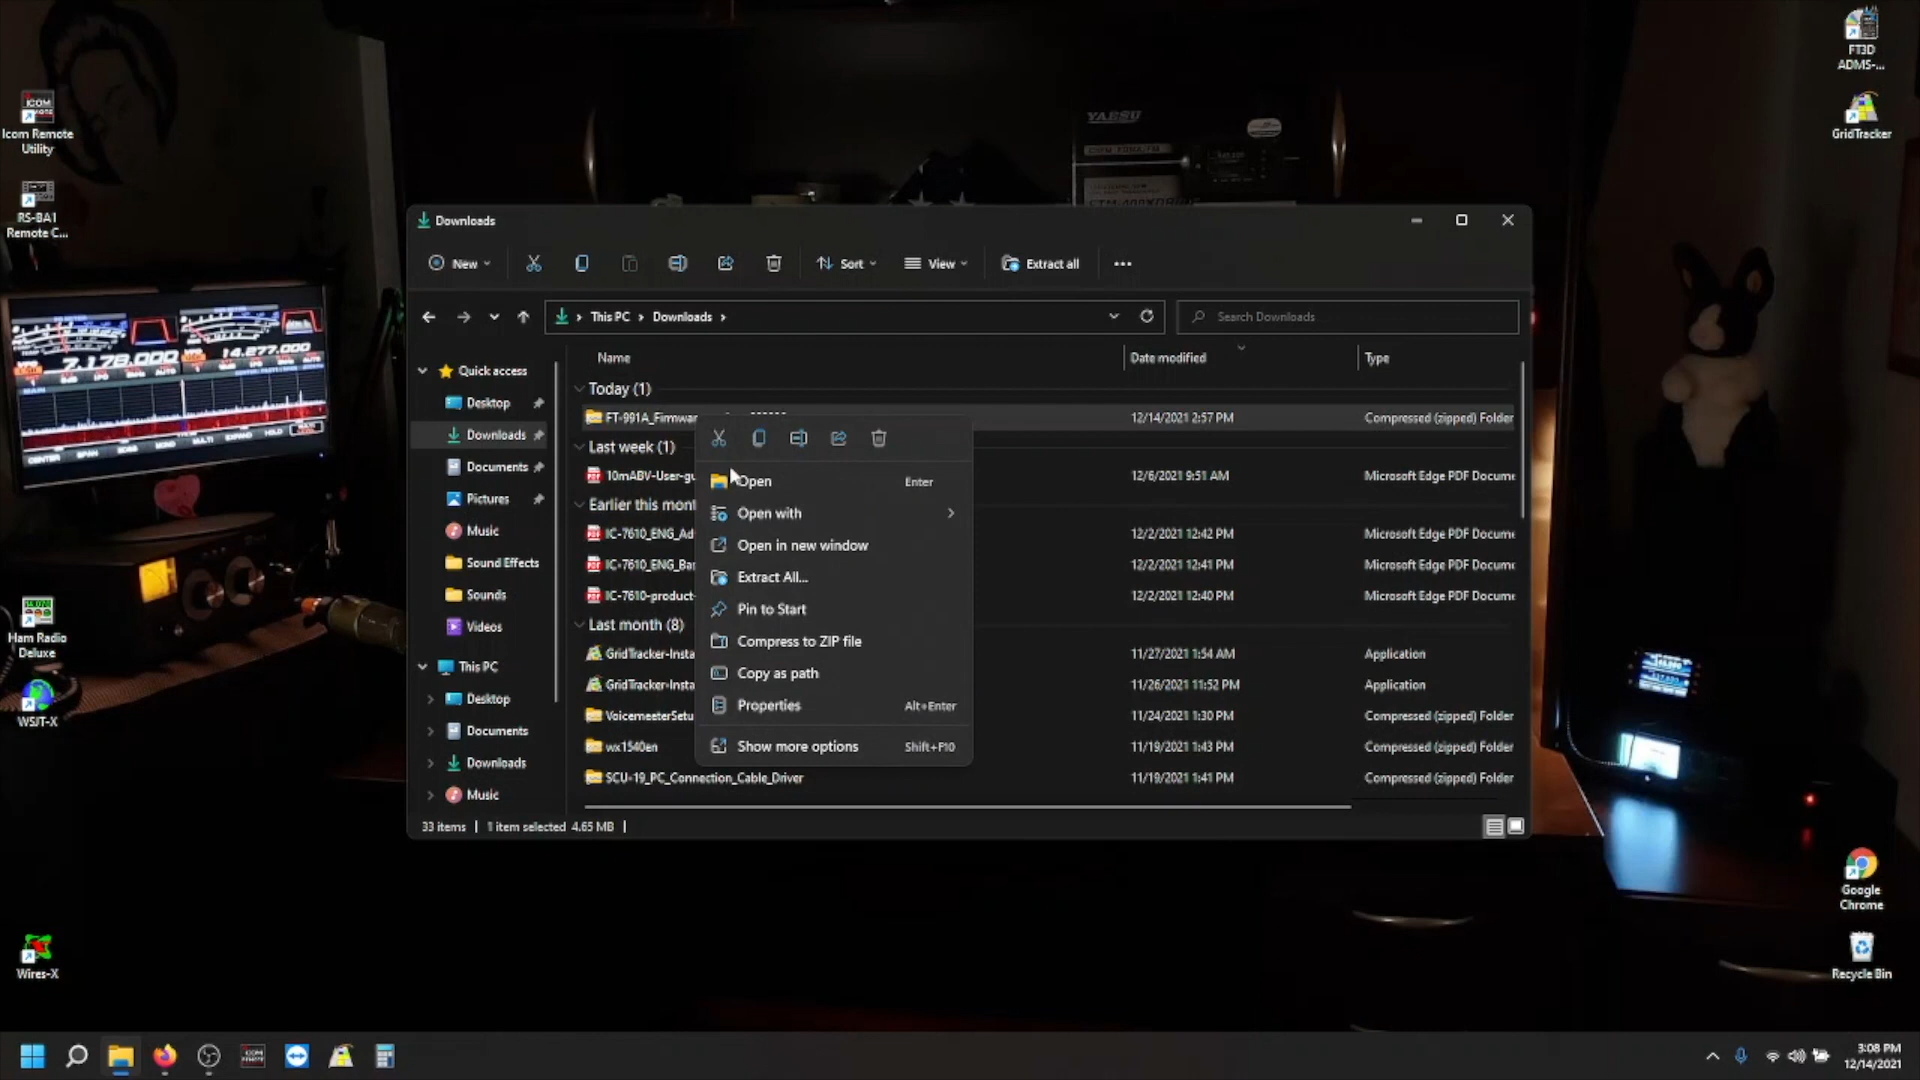 FT3D
ADMS-...
ICOM
Icom Remote
Utility
GridTracker
YAESU
RS-BA1
Remote C...
Downloads
New
Sort
View
Extract all
This PC
Downloads
Search Downloads
7.178.000
14.277.000
Quick access
Desktop
Downloads
Documents
Pictures
Music
Sound Effects
Sounds
Videos
This PC
Desktop
Documents
Downloads
Music
Name
Date modified
Type
Today (1)
FT-991A_Firmwar
12/14/2021 2:57 PM
Compressed (zipped) Folder
Last week (1)
10mABV-User-gu
12/6/2021 9:51 AM
Microsoft Edge PDF Docume
Earlier this mont
IC-7610_ENG_Ad
12/2/2021 12:42 PM
Microsoft Edge PDF Docume
IC-7610_ENG_Bas
12/2/2021 12:41 PM
Microsoft Edge PDF Docume
IC-7610-product-
12/2/2021 12:40 PM
Microsoft Edge PDF Docume
Last month (8)
GridTracker-Insta
11/27/2021 1:54 AM
Application
GridTracker-Insta
11/26/2021 11:52 PM
Application
VoicemeeterSetu
11/24/2021 1:30 PM
Compressed (zipped) Folder
wx1540en
11/19/2021 1:43 PM
Compressed (zipped) Folder
SCU-19_PC_Connection_Cable_Driver
11/19/2021 1:41 PM
Compressed (zipped) Folder
Open
Enter
Open with
Open in new window
Extract All...
Pin to Start
Compress to ZIP file
Copy as path
Properties
Alt+Enter
Show more options
Shift+F10
33 items
1 item selected 4.65 MB
Ham Radio
Deluxe
WSJT-X
Wires-X
Google
Chrome
Recycle Bin
3:08 PM
12/14/2021